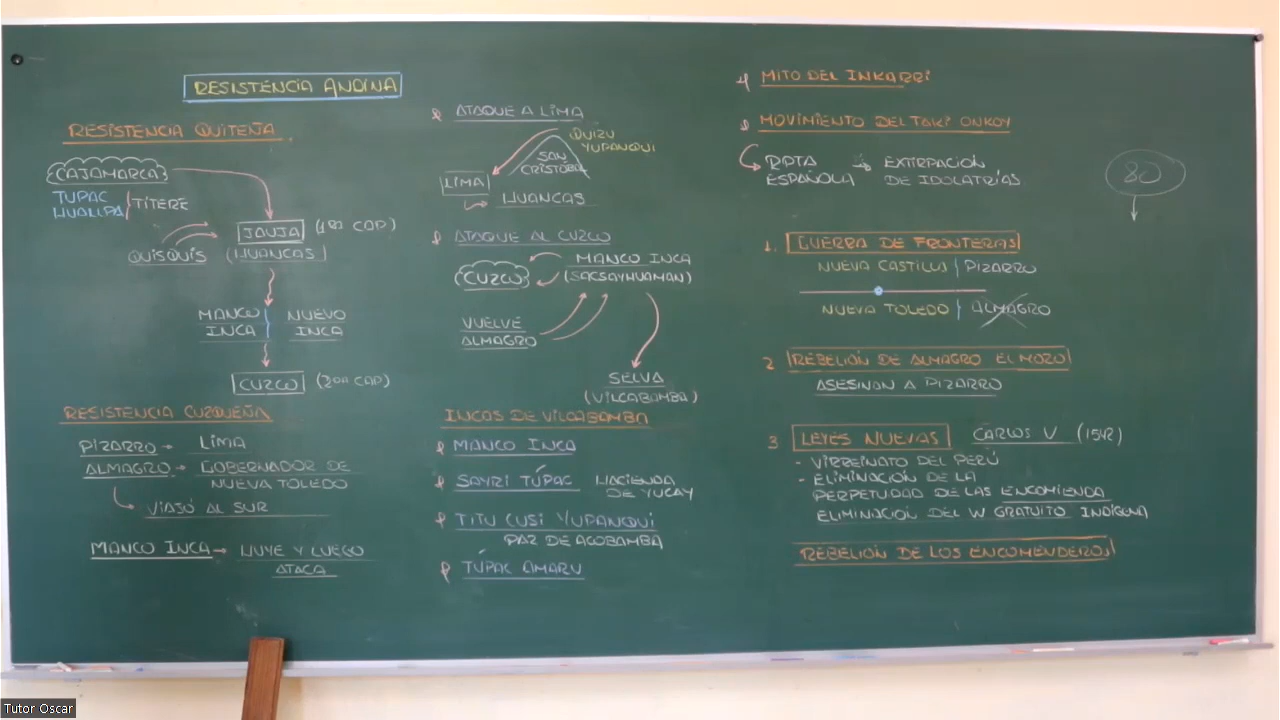 RESISTENCIA ANDINA
RESISTENCIA QUITEÑA
CAJAMARCA
TUPAC
HUALLPA
TÍTERE
JAUJA (1RA CAP)
QUISQUIS (HUANCAS)
MANCO
INCA
NUEVO
INCA
CUZCO (2DA CAP)
RESISTENCIA CUZQUEÑA
PIZARRO → LIMA
ALMAGRO → GOBERNADOR DE
NUEVA TOLEDO
VIAJÓ AL SUR
MANCO INCA → HUYE Y LUEGO
ATACA
ATAQUE A LIMA
QUIZU
YUPANQUI
SAN
CRISTOBAL
LIMA
HUANCAS
ATAQUE AL CUZCO
CUZCO
MANCO INCA
(SACSAYHUAMAN)
VUELVE
ALMAGRO
SELVA
(VILCABAMBA)
INCAS DE VILCABAMBA
MANCO INCA
SAYRI TÚPAC HACIENDA
DE YUCAY
TITU CUSI YUPANQUI
PAZ DE ACOBAMBA
TÚPAC AMARU
MITO DEL INKARRI
MOVIMIENTO DEL TAKI ONKOY
RPTA
ESPAÑOLA
→ EXTIRPACIÓN
DE IDOLATRÍAS
80
1. GUERRA DE FRONTERAS
NUEVA CASTILLA | PIZARRO
NUEVA TOLEDO | ALMAGRO
2 REBELIÓN DE ALMAGRO EL MOZO
ASESINAN A PIZARRO
3 LEYES NUEVAS CARLOS V (1542)
- VIRREINATO DEL PERÚ
- ELIMINACIÓN DE LA
PERPETUDAD DE LAS ENCOMIENDA
ELIMINACIÓN DEL W GRATUITO INDÍGENA
REBELIÓN DE LOS ENCOMENDEROS
Tutor Oscar